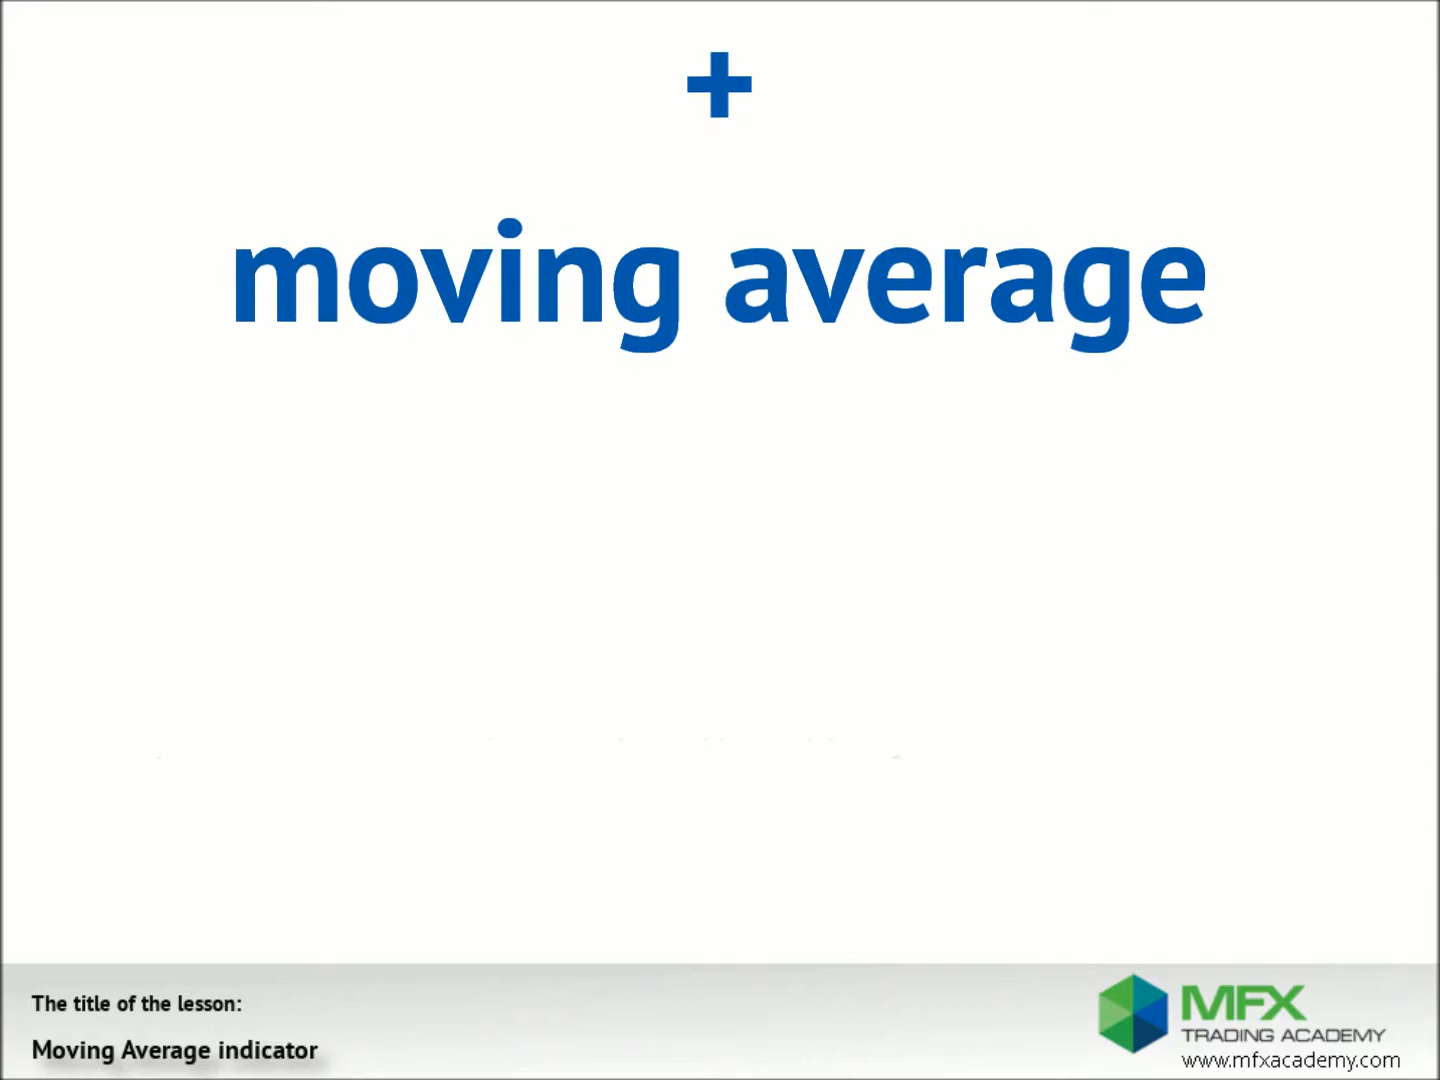 +
moving average
The title of the lesson:
Moving Average indicator
MFX
TRADING ACADEMY
www.mfxacademy.com